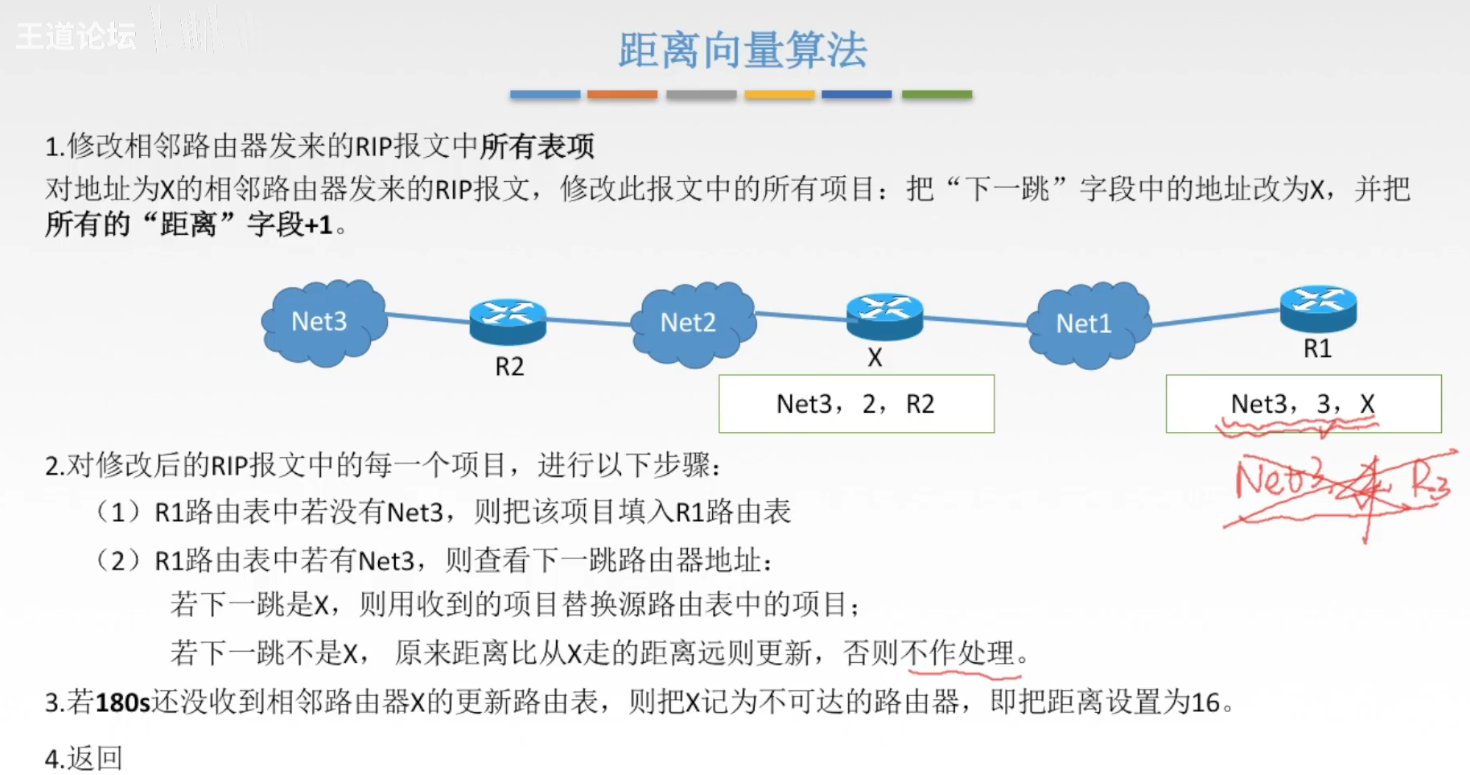 王道论坛
距离向量算法
1.修改相邻路由器发来的RIP报文中所有表项
对地址为X的相邻路由器发来的RIP报文，修改此报文中的所有项目：把“下一跳”字段中的地址改为X，并把
所有的“距离”字段+1。
Net3
Net2
Net1
R2
X
R1
Net3，2，R2
Net3，3，X
Net3
R3
2.对修改后的RIP报文中的每一个项目，进行以下步骤：
（1）R1路由表中若没有Net3，则把该项目填入R1路由表
（2）R1路由表中若有Net3，则查看下一跳路由器地址：
若下一跳是X，则用收到的项目替换源路由表中的项目；
若下一跳不是X， 原来距离比从X走的距离远则更新，否则不作处理。
3.若180s还没收到相邻路由器X的更新路由表，则把X记为不可达的路由器，即把距离设置为16。
4.返回